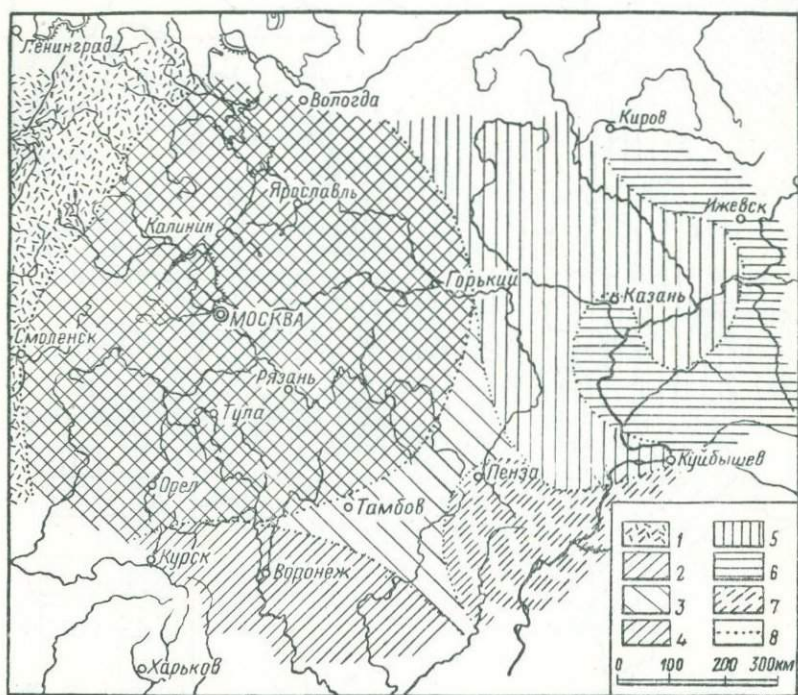 Ленинград
Вологда
Киров
Ярославль
Ижевск
Калинин
Горький
Казань
МОСКВА
Смоленск
Рязань
Тула
Куйбышев
Пенза
Орел
Тамбов
Курск
Воронеж
Харьков
1 5
2 6
3 7
4 8
0 100 200 300км